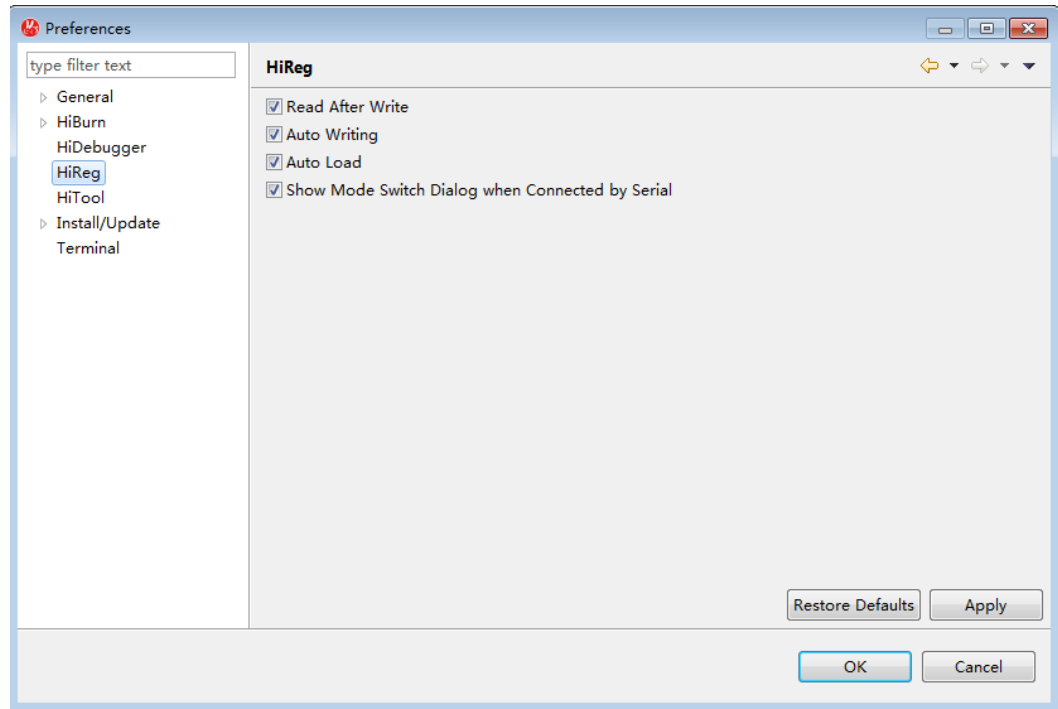 Preferences
type filter text
General
HiBurn
HiDebugger
HiReg
HiTool
Install/Update
Terminal
HiReg
Read After Write
Auto Writing
Auto Load
Show Mode Switch Dialog when Connected by Serial
Restore Defaults Apply
OK Cancel